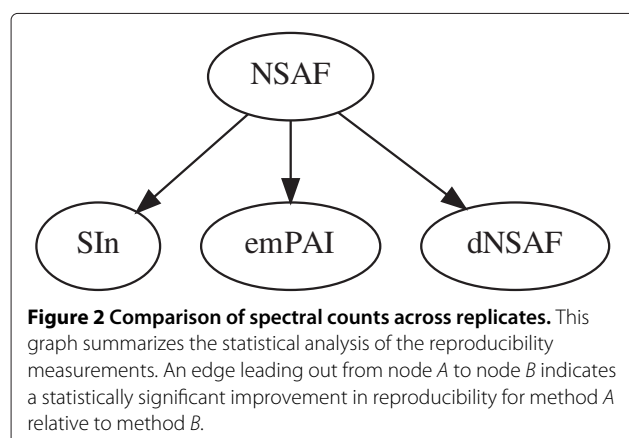 NSAF
SIn emPAI dNSAF
Figure 2 Comparison of spectral counts across replicates. This
graph summarizes the statistical analysis of the reproducibility
measurements. An edge leading out from node A to node B indicates
a statistically significant improvement in reproducibility for method A
relative to method B.